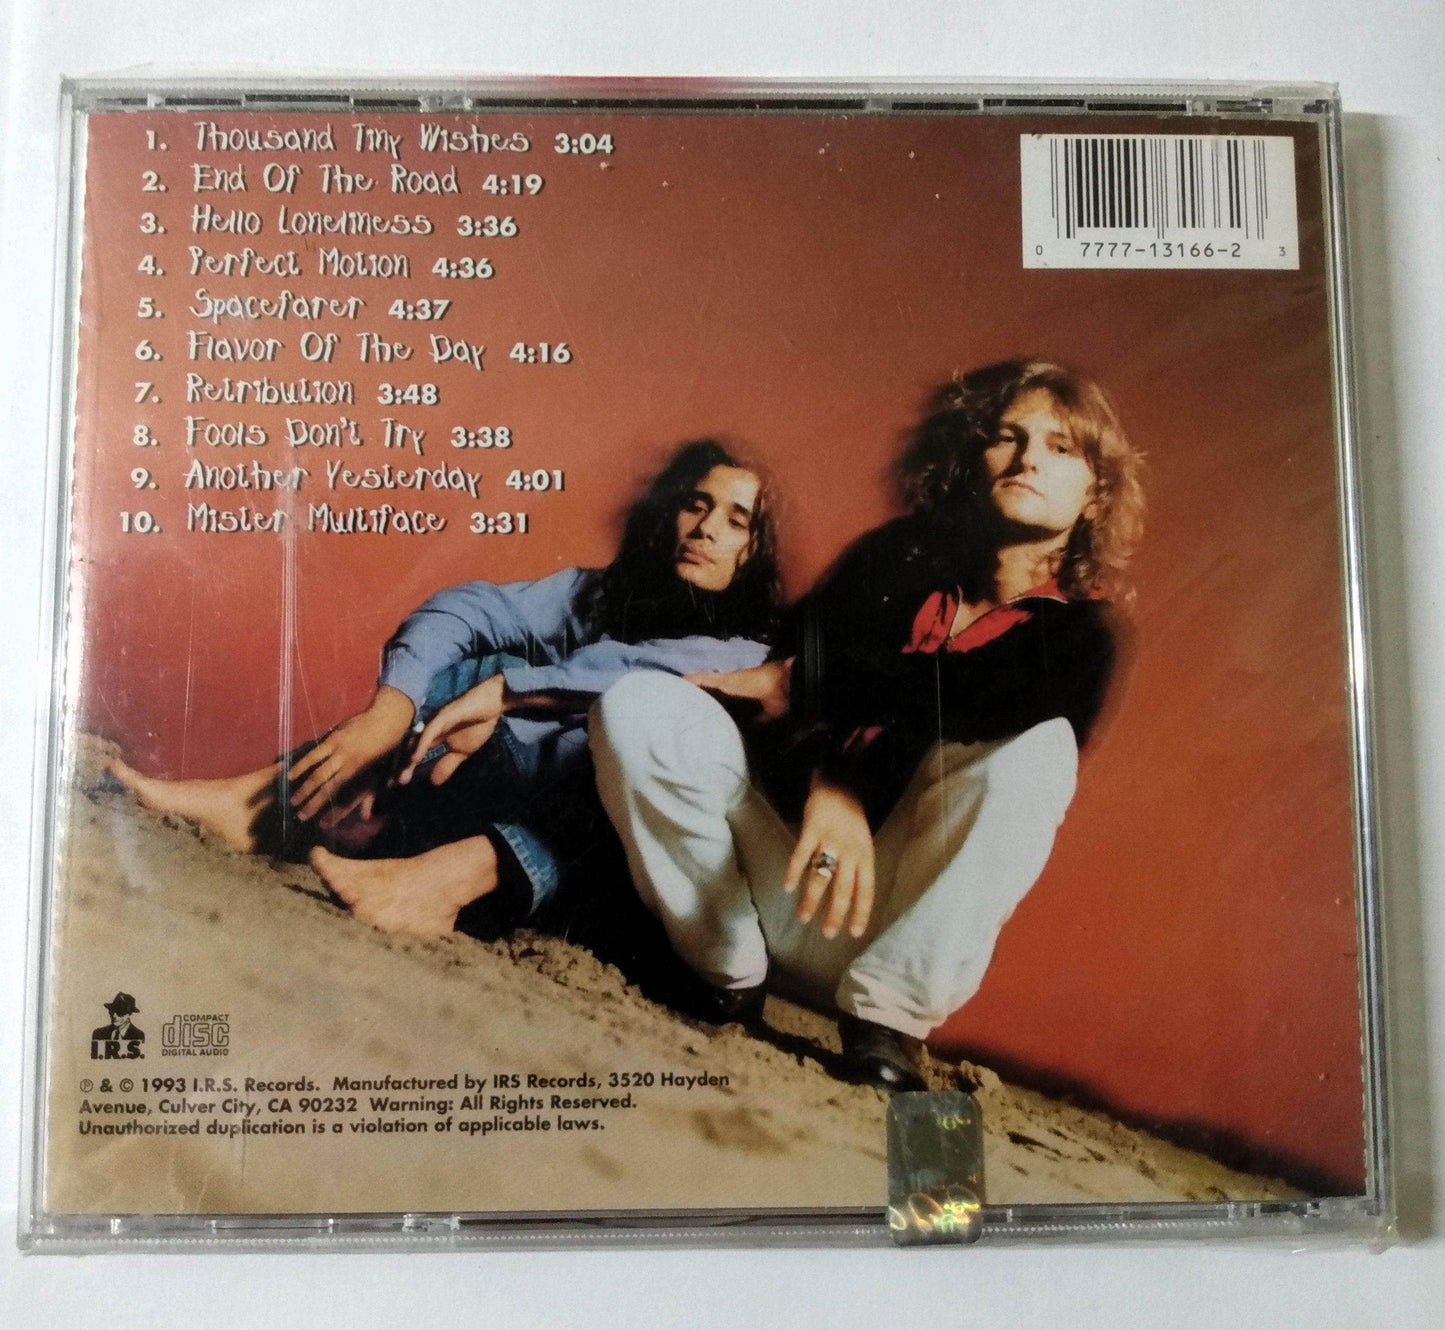 1. Thousand Tiny Wishes 3:04
2. End Of The Road 4:19
3. Hello Loneliness 3:36
4. Perfect Motion 4:36
5. Spacefarer 4:37
6. Flavor Of The Day 4:16
7. Retribution 3:48
8. Fools Don't Try 3:38
9. Another Yesterday 4:01
10. Mister Multiface 3:31
0 7777-13166-2 3
I.R.S.
COMPACT
disc
DIGITAL AUDIO
℗ & © 1993 I.R.S. Records. Manufactured by IRS Records, 3520 Hayden
Avenue, Culver City, CA 90232 Warning: All Rights Reserved.
Unauthorized duplication is a violation of applicable laws.